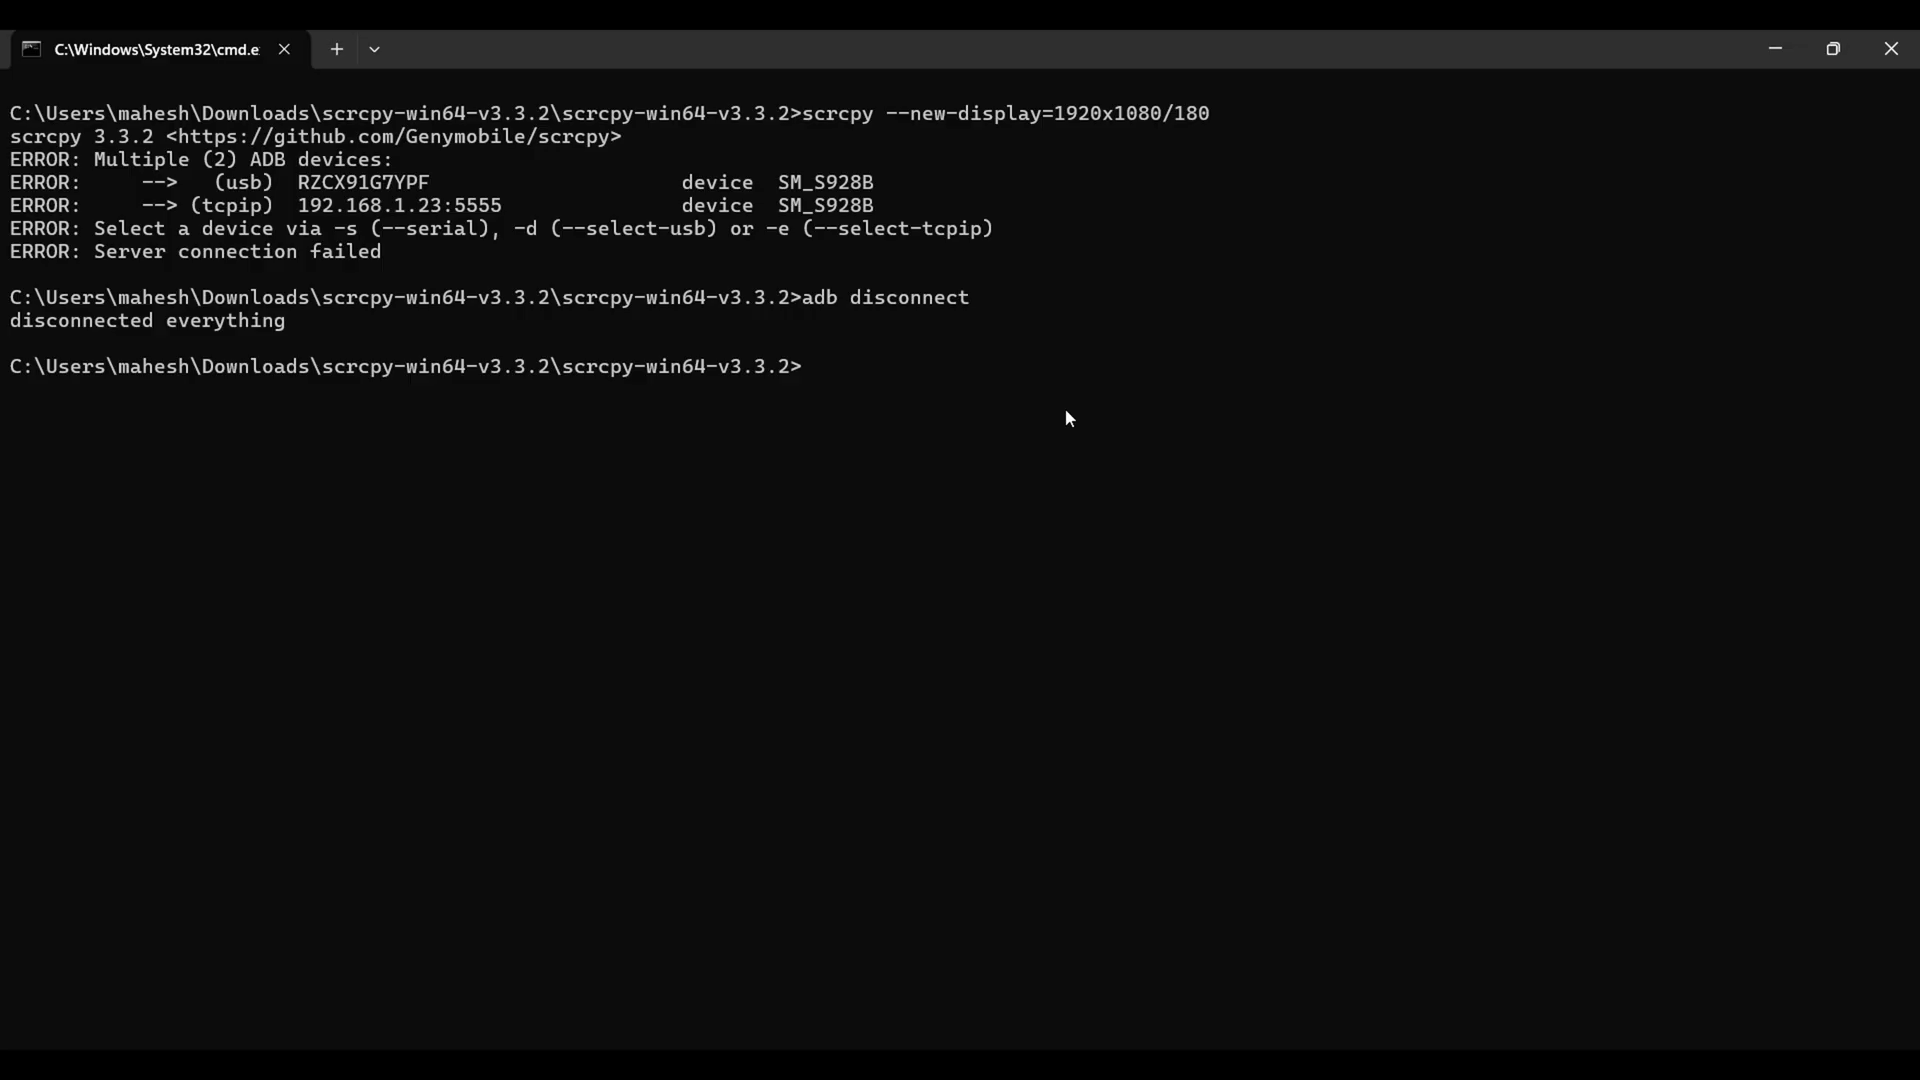 C:\Windows\System32\cmd.e
C:\Users\mahesh\Downloads\scrcpy-win64-v3.3.2\scrcpy-win64-v3.3.2>scrcpy --new-display=1920x1080/180
scrcpy 3.3.2 <https://github.com/Genymobile/scrcpy>
ERROR: Multiple (2) ADB devices:
ERROR:     -->   (usb)  RZCX91G7YPF                     device  SM_S928B
ERROR:     --> (tcpip)  192.168.1.23:5555               device  SM_S928B
ERROR: Select a device via -s (--serial), -d (--select-usb) or -e (--select-tcpip)
ERROR: Server connection failed
C:\Users\mahesh\Downloads\scrcpy-win64-v3.3.2\scrcpy-win64-v3.3.2>adb disconnect
disconnected everything
C:\Users\mahesh\Downloads\scrcpy-win64-v3.3.2\scrcpy-win64-v3.3.2>